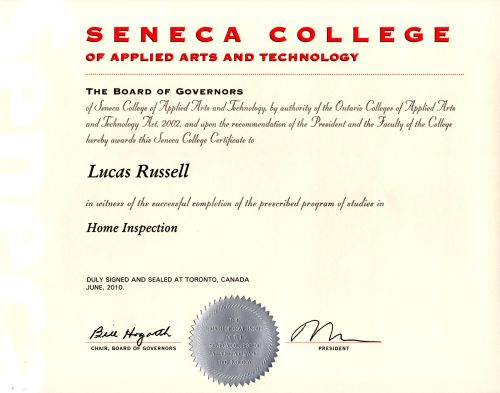 SENECA COLLEGE
OF APPLIED ARTS AND TECHNOLOGY
THE BOARD OF GOVERNORS
of Seneca College of Applied Arts and Technology, by authority of the Ontario Colleges of Applied Arts
and Technology Act, 2002, and upon the recommendation of the President and the Faculty of the College
hereby awards this Seneca College Certificate to
Lucas Russell
in witness of the successful completion of the prescribed program of studies in
Home Inspection
DULY SIGNED AND SEALED AT TORONTO, CANADA
JUNE, 2010.
Bill Hogarth
CHAIR, BOARD OF GOVERNORS
PRESIDENT
Seneca